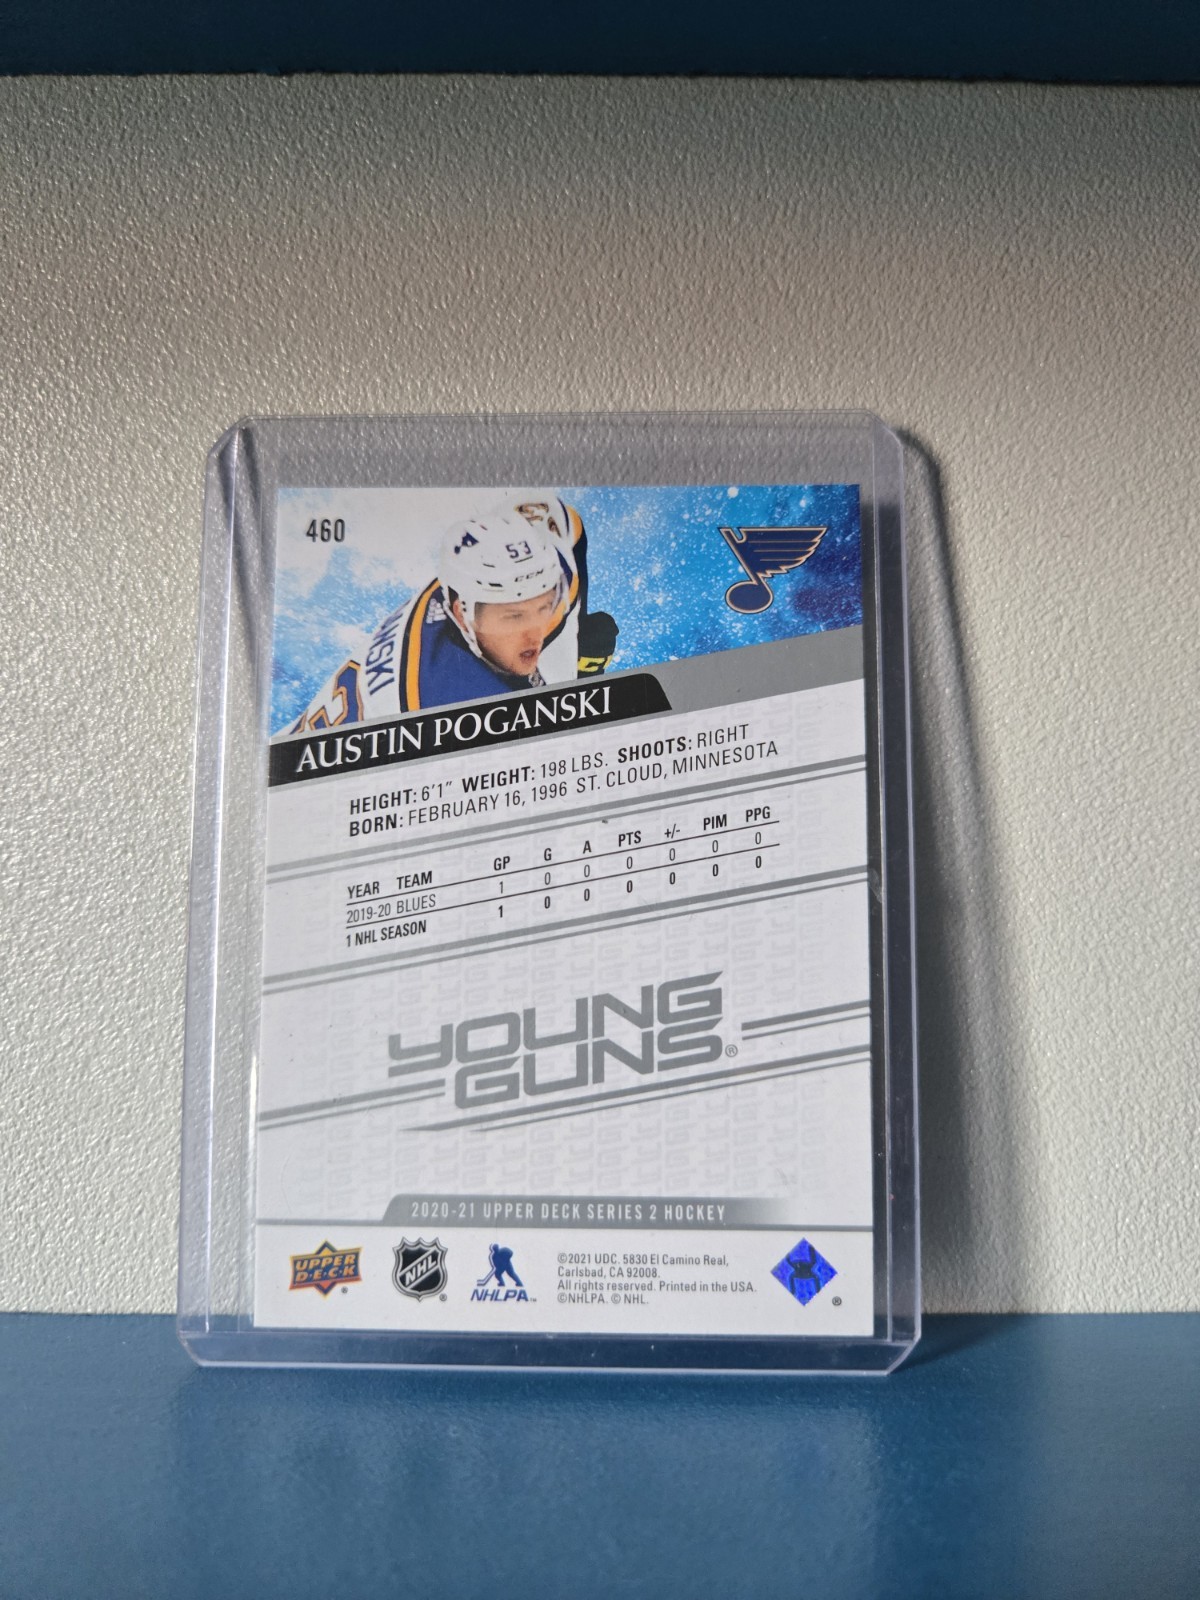 460
53
CCM
AUSTIN POGANSKI
HEIGHT: 6'1" WEIGHT: 198 LBS. SHOOTS: RIGHT
BORN: FEBRUARY 16, 1996 ST. CLOUD, MINNESOTA
YEAR TEAM GP G A PTS +/- PIM PPG
2019-20 BLUES 1 0 0 0 0 0 0
1 NHL SEASON 1 0 0 0 0 0 0
YOUNG
GUNS®
2020-21 UPPER DECK SERIES 2 HOCKEY
UPPER
D·E·C·K®
NHL®
NHLPA™
©2021 UDC. 5830 El Camino Real,
Carlsbad, CA 92008.
All rights reserved. Printed in the USA.
©NHLPA. © NHL.
®